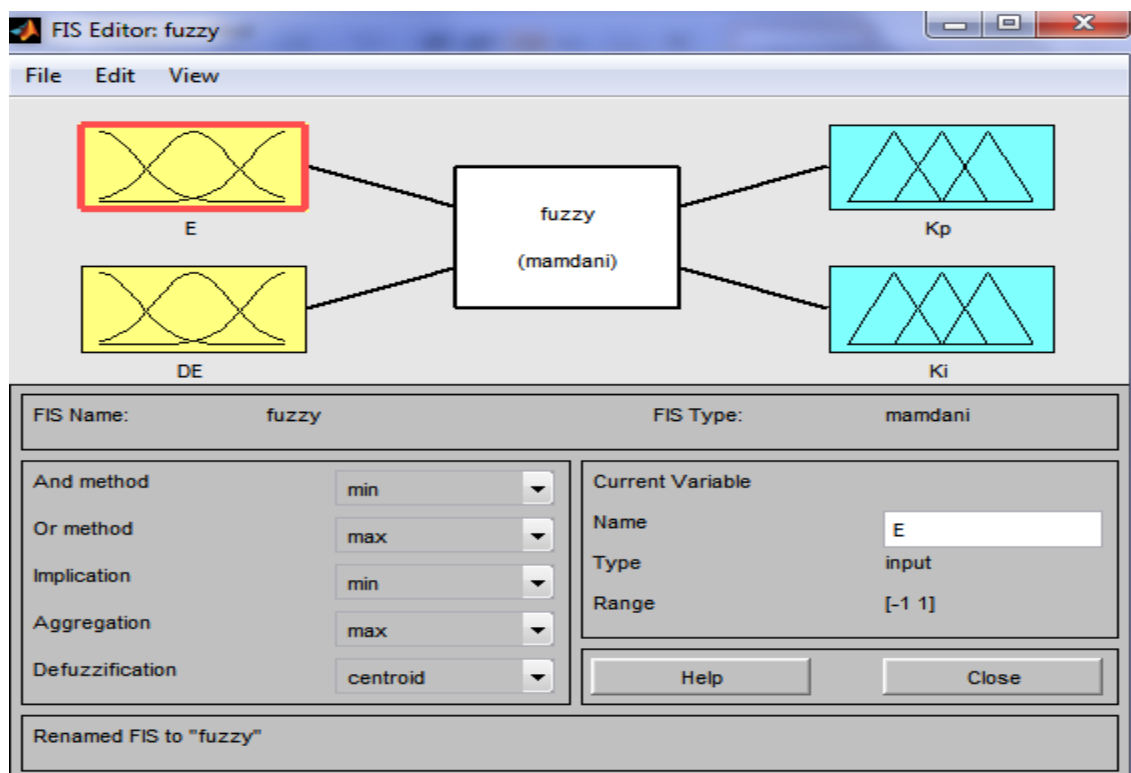 FIS Editor: fuzzy
File Edit View
E
DE
fuzzy
(mamdani)
Kp
Ki
FIS Name: fuzzy FIS Type: mamdani
And method min
Or method max
Implication min
Aggregation max
Defuzzification centroid
Current Variable
Name E
Type input
Range [-1 1]
Help Close
Renamed FIS to "fuzzy"